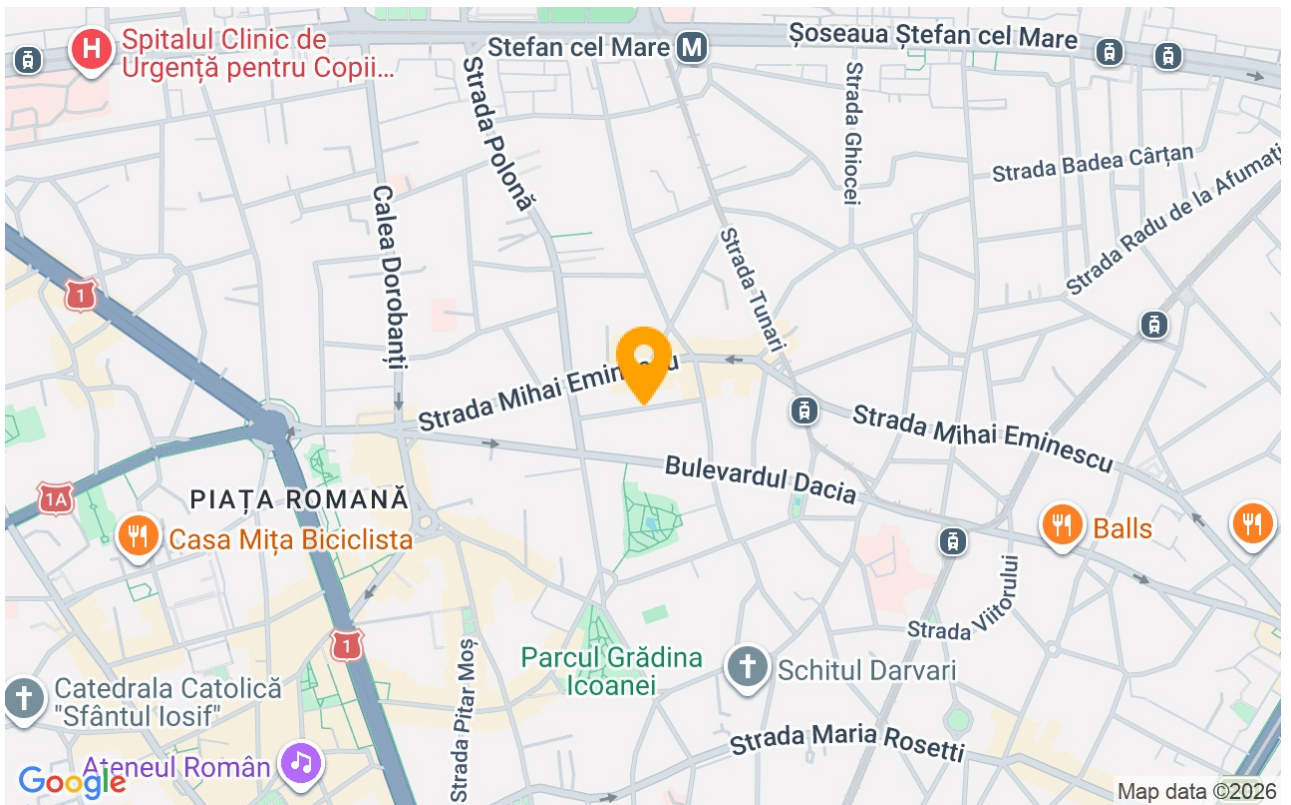 Spitalul Clinic de
Urgență pentru Copii...
H
Ștefan cel Mare
M
Șoseaua Ștefan cel Mare
Strada Polonă
Strada Ghiocei
Strada Badea Cârțan
Calea Dorobanți
Strada Tunari
Strada Radu de la Afumați
1
Strada Mihai Eminescu
Strada Mihai Eminescu
Bulevardul Dacia
1A
PIAȚA ROMANĂ
Casa Mița Biciclista
Balls
Strada Viitorului
1
Strada Pitar Moș
Parcul Grădina
Icoanei
Schitul Darvari
Catedrala Catolică
"Sfântul Iosif"
Strada Maria Rosetti
Ateneul Român
Google
Map data ©2026